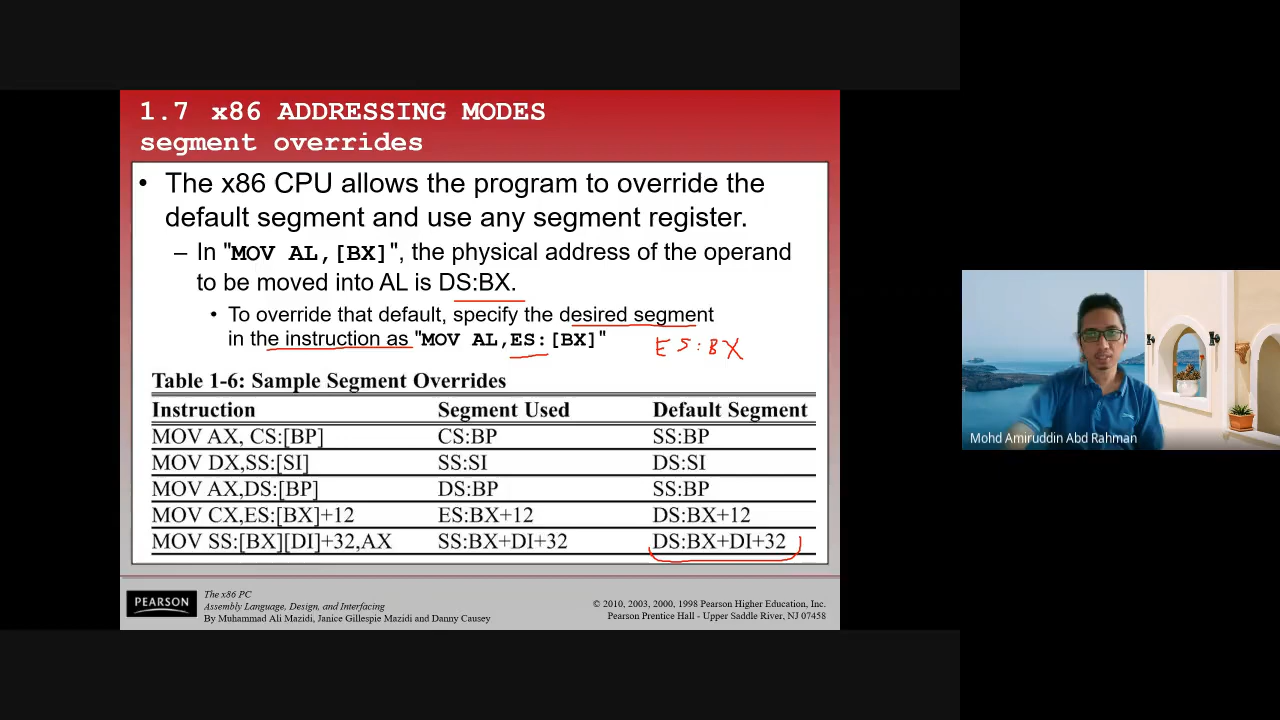 1.7 x86 ADDRESSING MODES
segment overrides
• The x86 CPU allows the program to override the
default segment and use any segment register.
– In "MOV AL,[BX]", the physical address of the operand
to be moved into AL is DS:BX.
• To override that default, specify the desired segment
in the instruction as "MOV AL,ES:[BX]"
ES:BX
Table 1-6: Sample Segment Overrides
Instruction Segment Used Default Segment
MOV AX, CS:[BP] CS:BP SS:BP
MOV DX,SS:[SI] SS:SI DS:SI
MOV AX,DS:[BP] DS:BP SS:BP
MOV CX,ES:[BX]+12 ES:BX+12 DS:BX+12
MOV SS:[BX][DI]+32,AX SS:BX+DI+32 DS:BX+DI+32
PEARSON
The x86 PC
Assembly Language, Design, and Interfacing
By Muhammad Ali Mazidi, Janice Gillespie Mazidi and Danny Causey
© 2010, 2003, 2000, 1998 Pearson Higher Education, Inc.
Pearson Prentice Hall - Upper Saddle River, NJ 07458
Mohd Amiruddin Abd Rahman